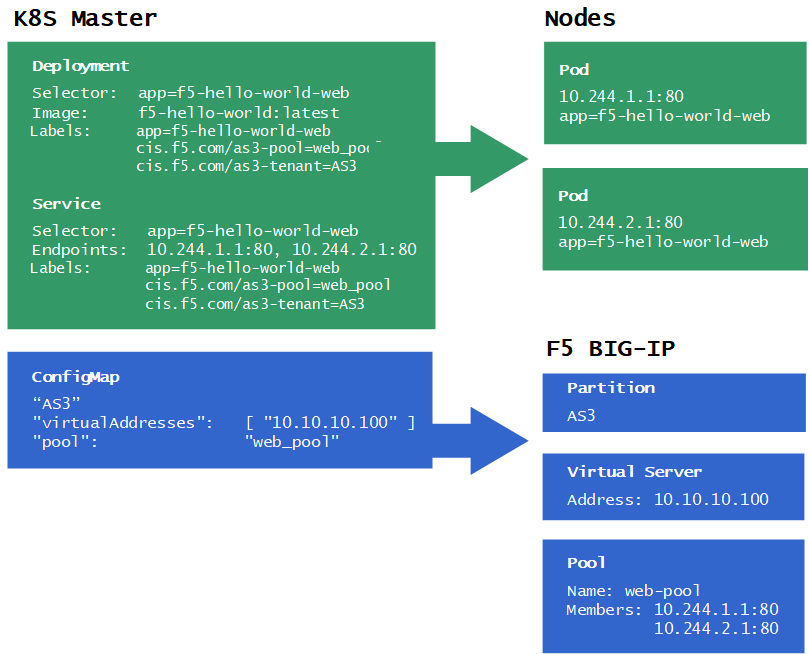 K8S Master
Deployment
Selector: app=f5-hello-world-web
Image: f5-hello-world:latest
Labels: app=f5-hello-world-web
cis.f5.com/as3-pool=web_pool
cis.f5.com/as3-tenant=AS3
Service
Selector: app=f5-hello-world-web
Endpoints: 10.244.1.1:80, 10.244.2.1:80
Labels: app=f5-hello-world-web
cis.f5.com/as3-pool=web_pool
cis.f5.com/as3-tenant=AS3
ConfigMap
“AS3”
"virtualAddresses": [ "10.10.10.100" ]
"pool": "web_pool"
Nodes
Pod
10.244.1.1:80
app=f5-hello-world-web
Pod
10.244.2.1:80
app=f5-hello-world-web
F5 BIG-IP
Partition
AS3
Virtual Server
Address: 10.10.10.100
Pool
Name: web-pool
Members: 10.244.1.1:80
10.244.2.1:80